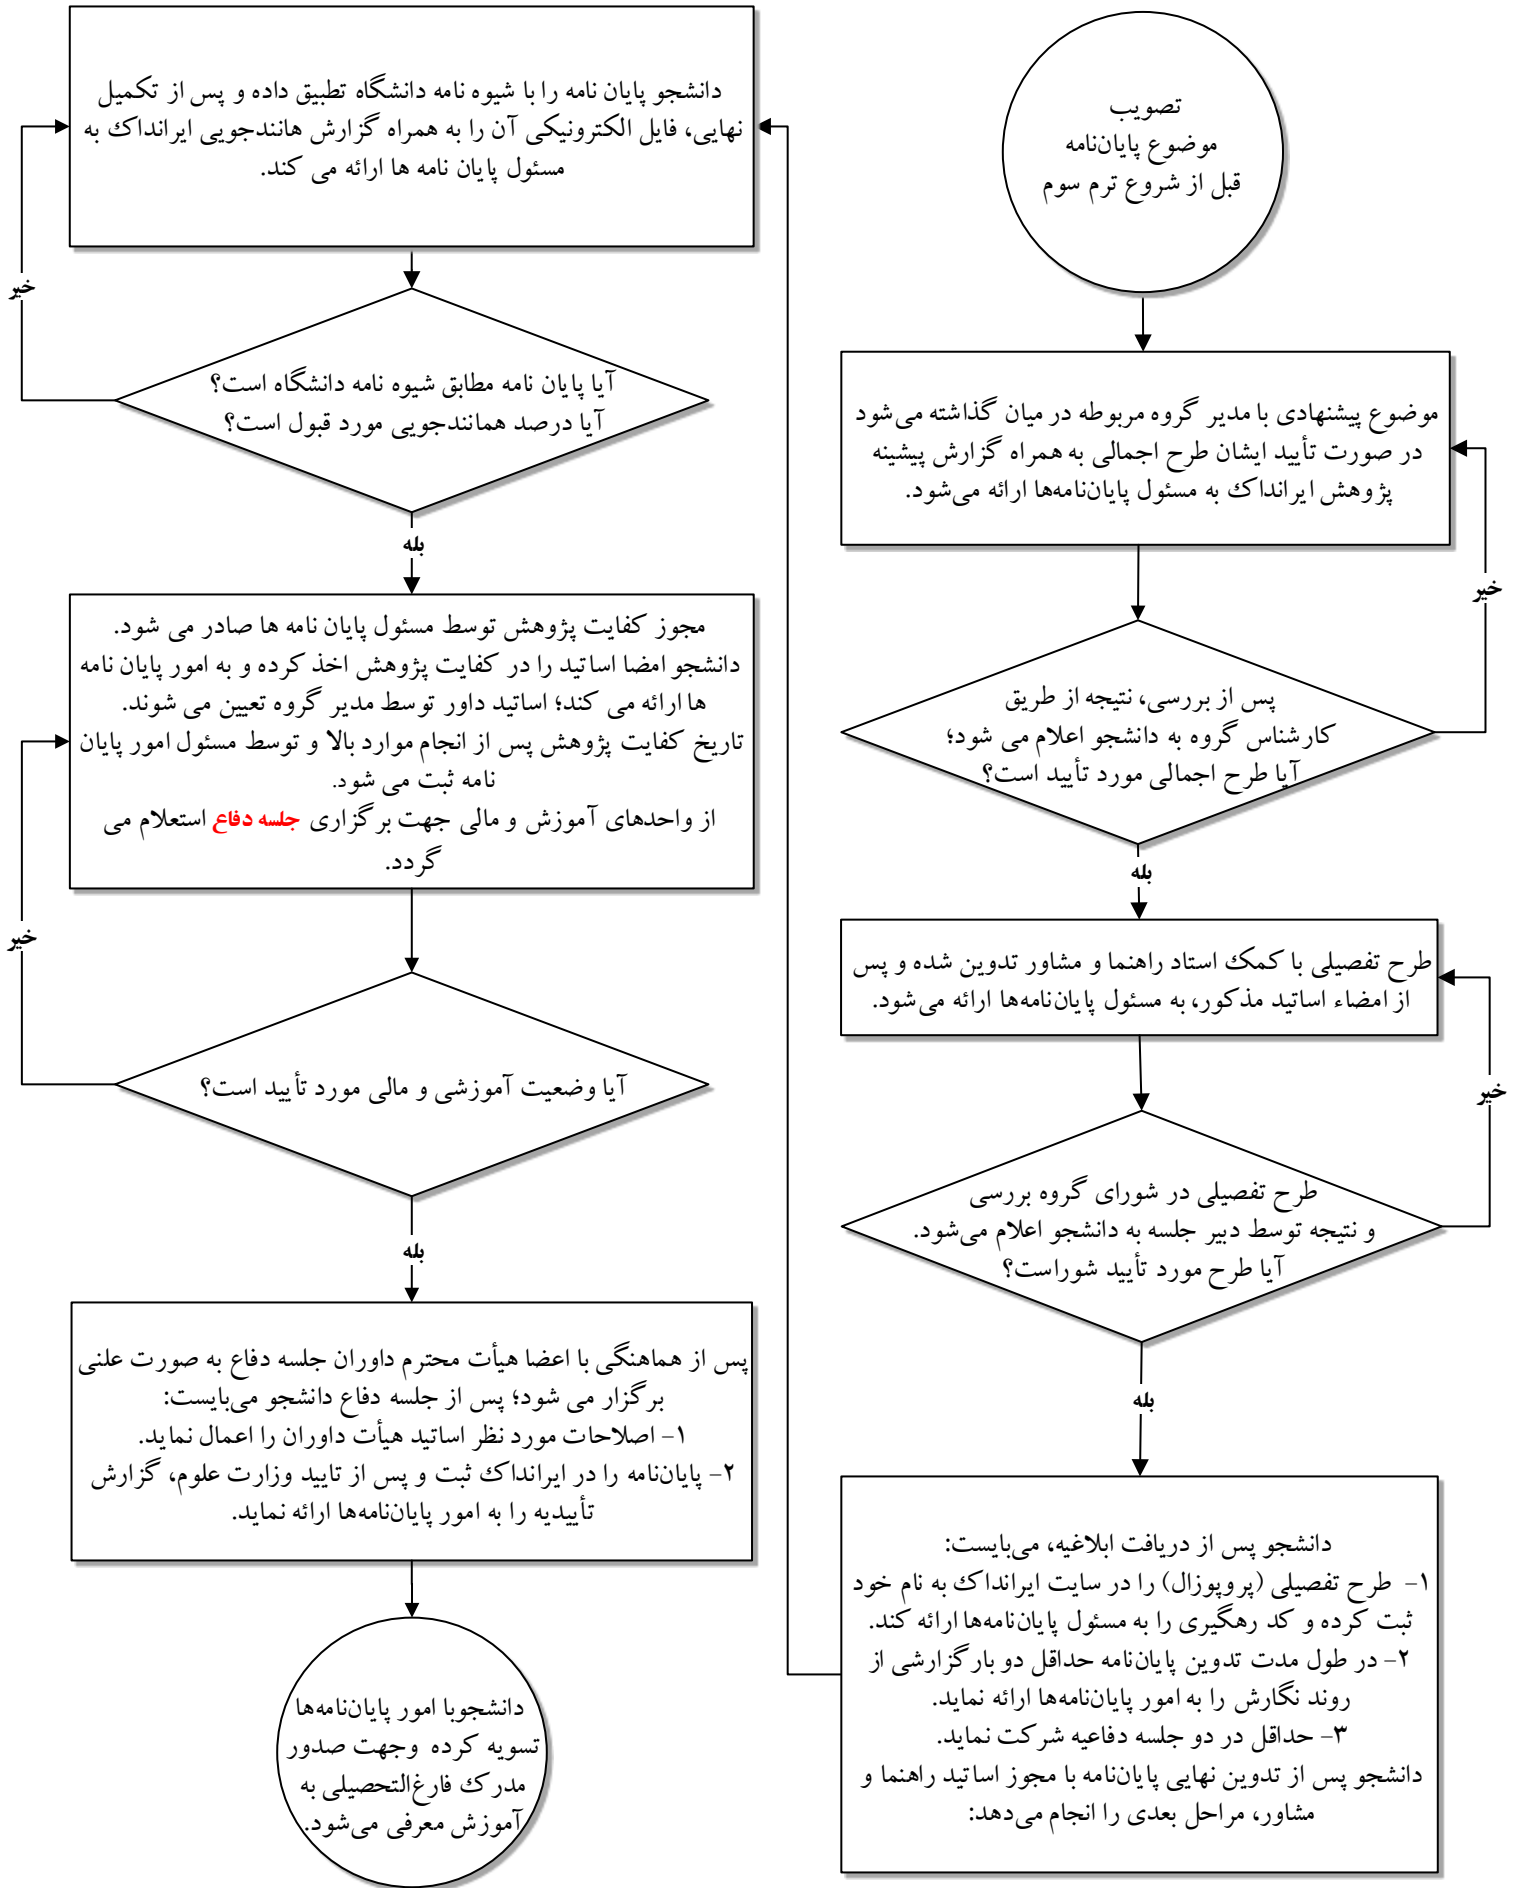 تصویب
موضوع پایان‌نامه
قبل از شروع ترم سوم
موضوع پیشنهادی با مدیر گروه مربوطه در میان گذاشته می‌شود
در صورت تأیید ایشان طرح اجمالی به همراه گزارش پیشینه
پژوهش ایرانداک به مسئول پایان‌نامه‌ها ارائه می‌شود.
خیر
پس از بررسی، نتیجه از طریق
کارشناس گروه به دانشجو اعلام می شود؛
آیا طرح اجمالی مورد تأیید است؟
بله
طرح تفصیلی با کمک استاد راهنما و مشاور تدوین شده و پس
از امضاء اساتید مذکور، به مسئول پایان‌نامه‌ها ارائه می‌شود.
خیر
طرح تفصیلی در شورای گروه بررسی
و نتیجه توسط دبیر جلسه به دانشجو اعلام می‌شود.
آیا طرح مورد تأیید شوراست؟
بله
دانشجو پس از دریافت ابلاغیه، می‌بایست:
۱- طرح تفصیلی (پروپوزال) را در سایت ایرانداک به نام خود
ثبت کرده و کد رهگیری را به مسئول پایان‌نامه‌ها ارائه کند.
۲- در طول مدت تدوین پایان‌نامه حداقل دو بار گزارشی از
روند نگارش را به امور پایان‌نامه‌ها ارائه نماید.
۳- حداقل در دو جلسه دفاعیه شرکت نماید.
دانشجو پس از تدوین نهایی پایان‌نامه با مجوز اساتید راهنما و
مشاور، مراحل بعدی را انجام می‌دهد:
دانشجو پایان نامه را با شیوه نامه دانشگاه تطبیق داده و پس از تکمیل
نهایی، فایل الکترونیکی آن را به همراه گزارش هانندجویی ایرانداک به
مسئول پایان نامه ها ارائه می کند.
خیر
آیا پایان نامه مطابق شیوه نامه دانشگاه است؟
آیا درصد همانندجویی مورد قبول است؟
بله
مجوز کفایت پژوهش توسط مسئول پایان نامه ها صادر می شود.
دانشجو امضا اساتید را در کفایت پژوهش اخذ کرده و به امور پایان نامه
ها ارائه می کند؛ اساتید داور توسط مدیر گروه تعیین می شوند.
تاریخ کفایت پژوهش پس از انجام موارد بالا و توسط مسئول امور پایان
نامه ثبت می شود.
از واحدهای آموزش و مالی جهت برگزاری جلسه دفاع استعلام می
گردد.
خیر
آیا وضعیت آموزشی و مالی مورد تأیید است؟
بله
پس از هماهنگی با اعضا هیأت محترم داوران جلسه دفاع به صورت علنی
برگزار می شود؛ پس از جلسه دفاع دانشجو می‌بایست:
۱- اصلاحات مورد نظر اساتید هیأت داوران را اعمال نماید.
۲- پایان‌نامه را در ایرانداک ثبت و پس از تایید وزارت علوم، گزارش
تأییدیه را به امور پایان‌نامه‌ها ارائه نماید.
دانشجوبا امور پایان‌نامه‌ها
تسویه کرده وجهت صدور
مدرک فارغ‌التحصیلی به
آموزش معرفی می‌شود.